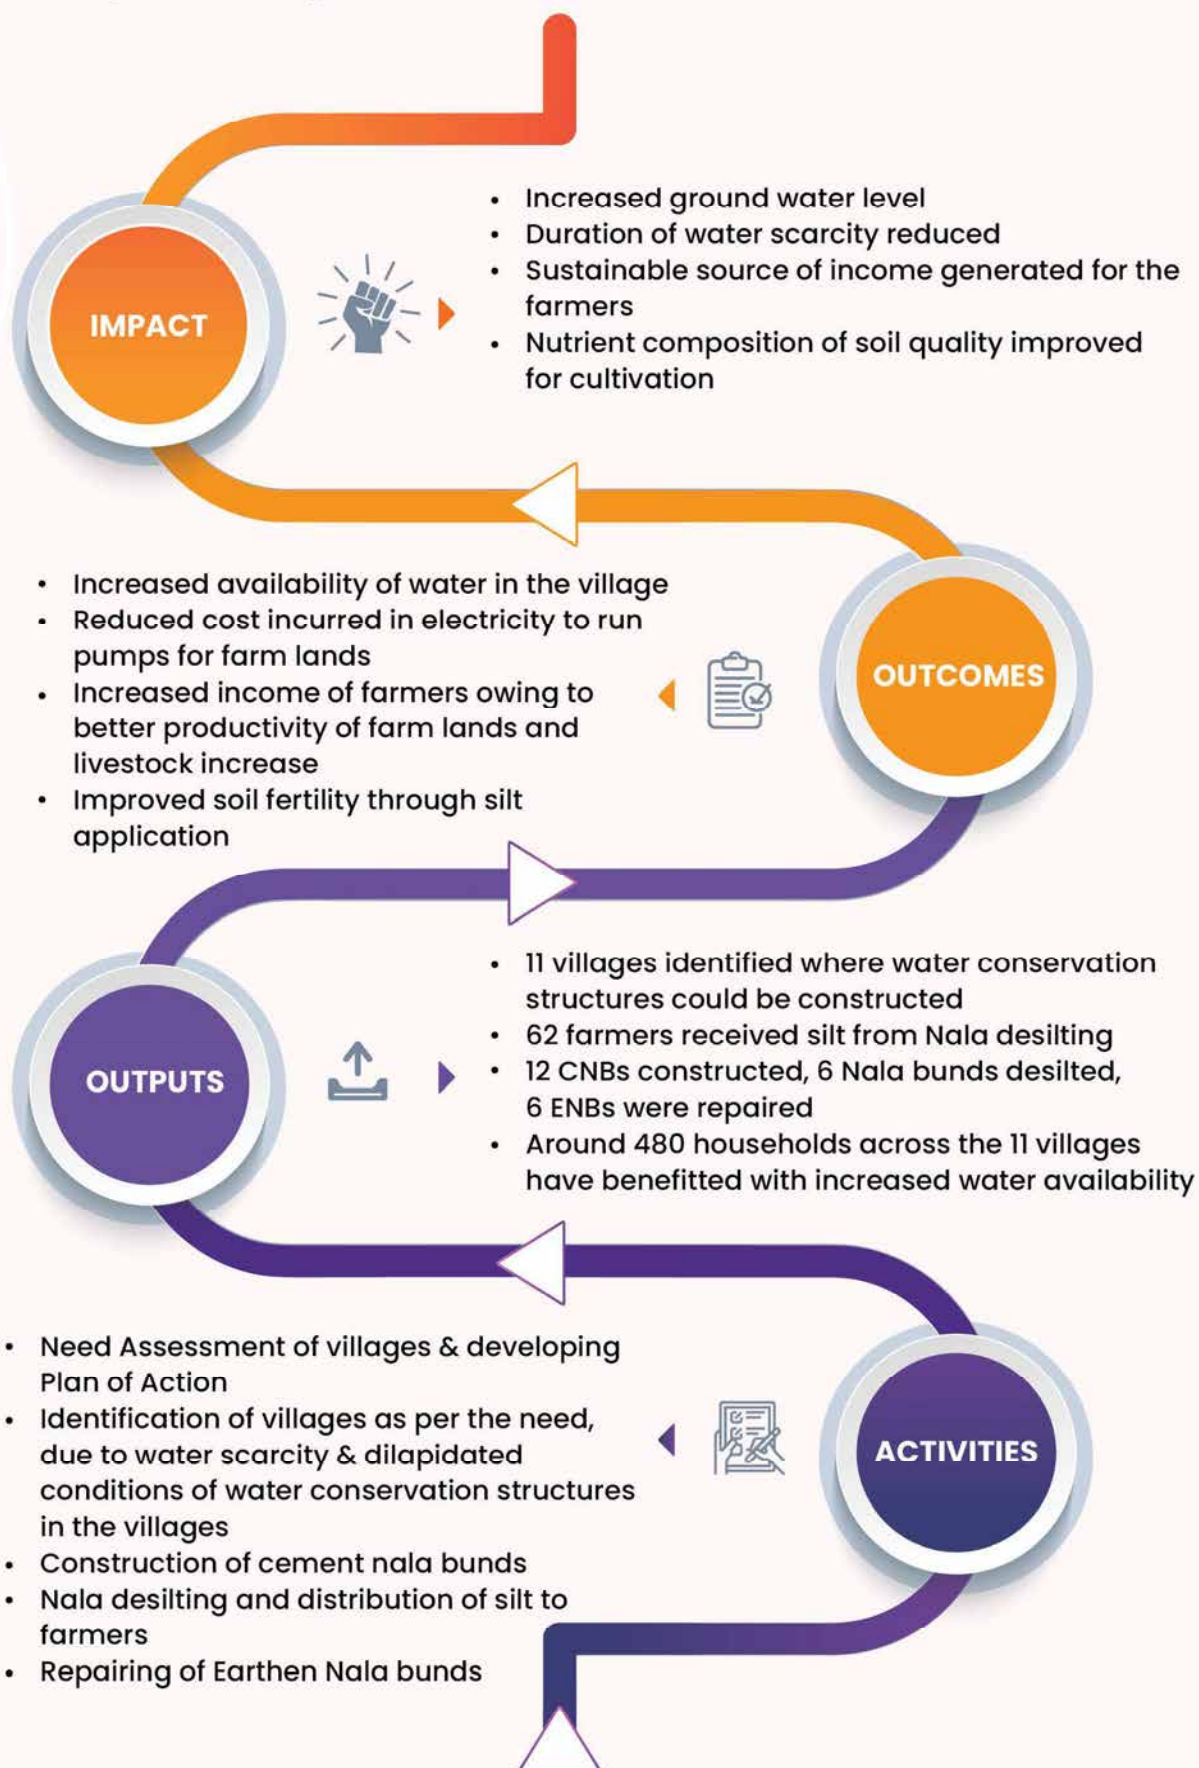 IMPACT
• Increased ground water level
• Duration of water scarcity reduced
• Sustainable source of income generated for the
farmers
• Nutrient composition of soil quality improved
for cultivation
OUTCOMES
• Increased availability of water in the village
• Reduced cost incurred in electricity to run
pumps for farm lands
• Increased income of farmers owing to
better productivity of farm lands and
livestock increase
• Improved soil fertility through silt
application
OUTPUTS
• 11 villages identified where water conservation
structures could be constructed
• 62 farmers received silt from Nala desilting
• 12 CNBs constructed, 6 Nala bunds desilted,
6 ENBs were repaired
• Around 480 households across the 11 villages
have benefitted with increased water availability
ACTIVITIES
• Need Assessment of villages & developing
Plan of Action
• Identification of villages as per the need,
due to water scarcity & dilapidated
conditions of water conservation structures
in the villages
• Construction of cement nala bunds
• Nala desilting and distribution of silt to
farmers
• Repairing of Earthen Nala bunds